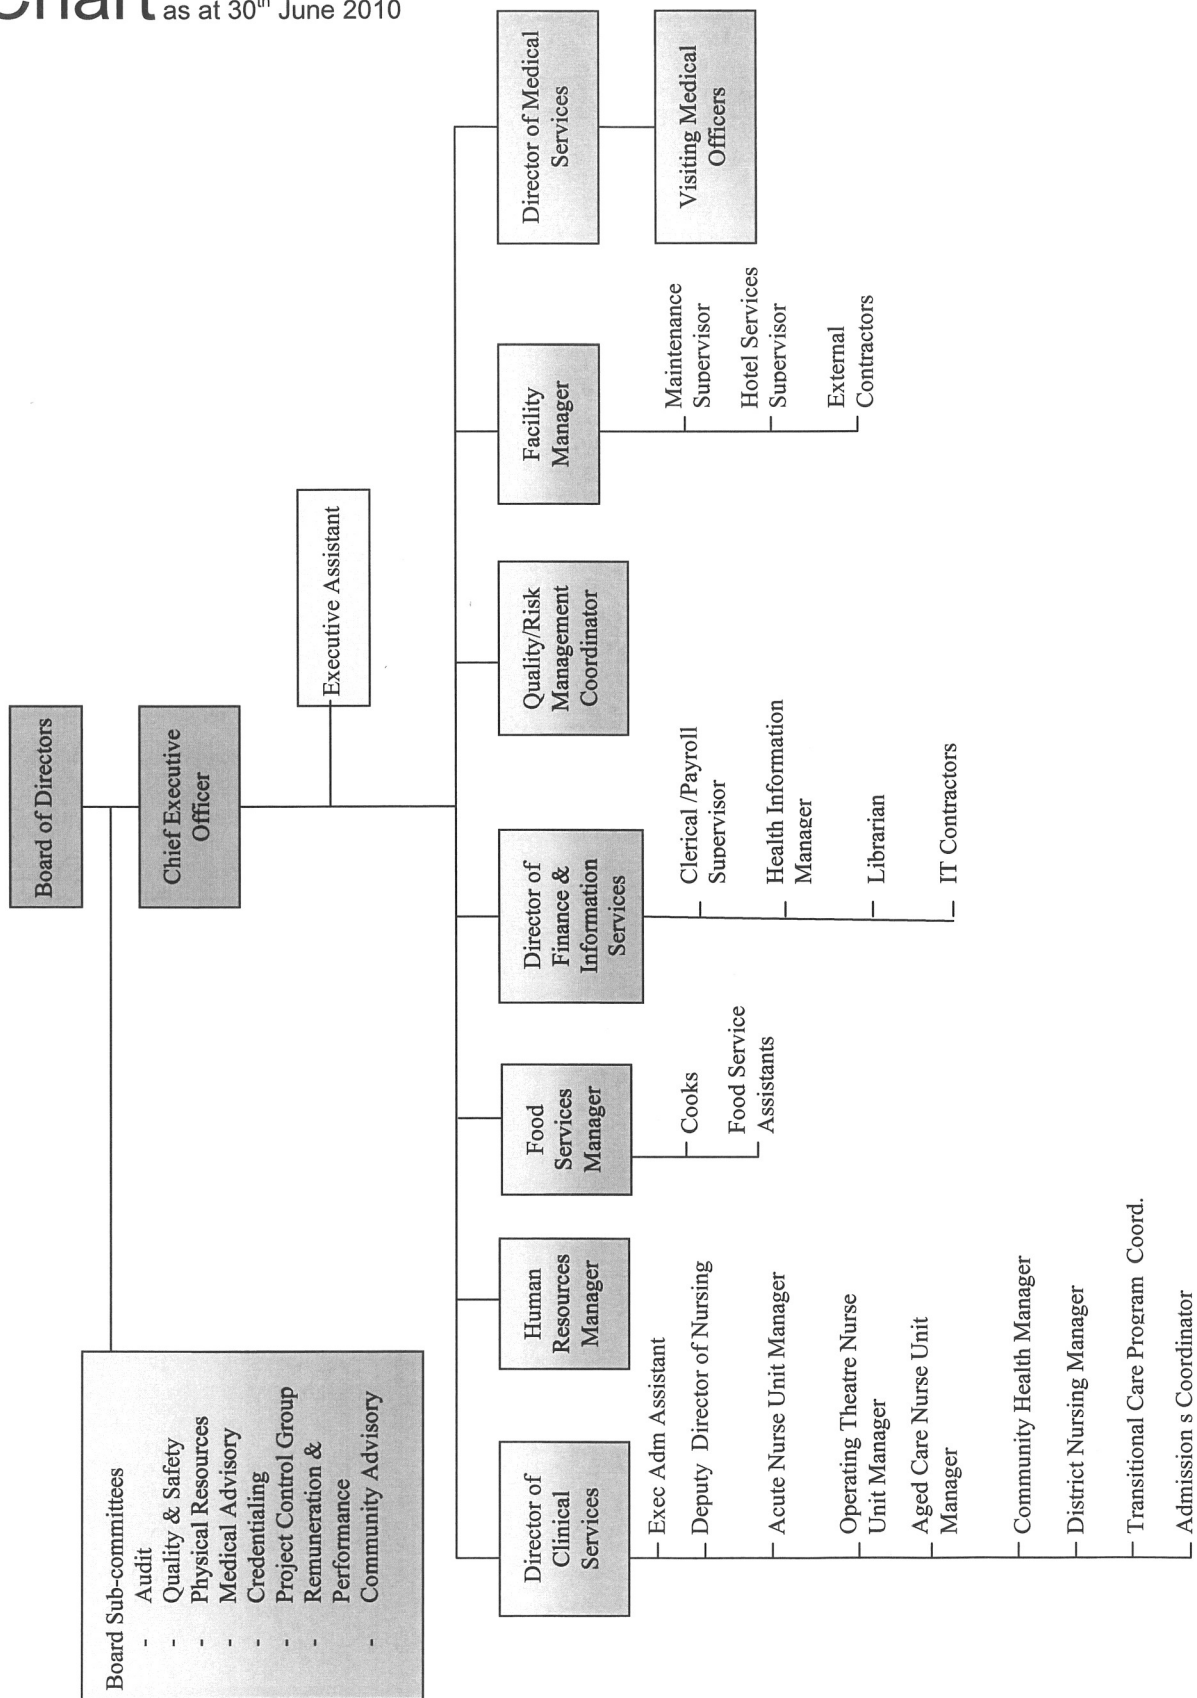 Chart as at 30th June 2010
Board of Directors
Chief Executive
Officer
Executive Assistant
Board Sub-committees
- Audit
- Quality & Safety
- Physical Resources
- Medical Advisory
- Credentialing
- Project Control Group
- Remuneration &
Performance
- Community Advisory
Director of
Clinical
Services
Exec Adm Assistant
Deputy Director of Nursing
Acute Nurse Unit Manager
Operating Theatre Nurse
Unit Manager
Aged Care Nurse Unit
Manager
Community Health Manager
District Nursing Manager
Transitional Care Program Coord.
Admission s Coordinator
Human
Resources
Manager
Food
Services
Manager
Cooks
Food Service
Assistants
Director of
Finance &
Information
Services
Clerical /Payroll
Supervisor
Health Information
Manager
Librarian
IT Contractors
Quality/Risk
Management
Coordinator
Facility
Manager
Maintenance
Supervisor
Hotel Services
Supervisor
External
Contractors
Director of Medical
Services
Visiting Medical
Officers